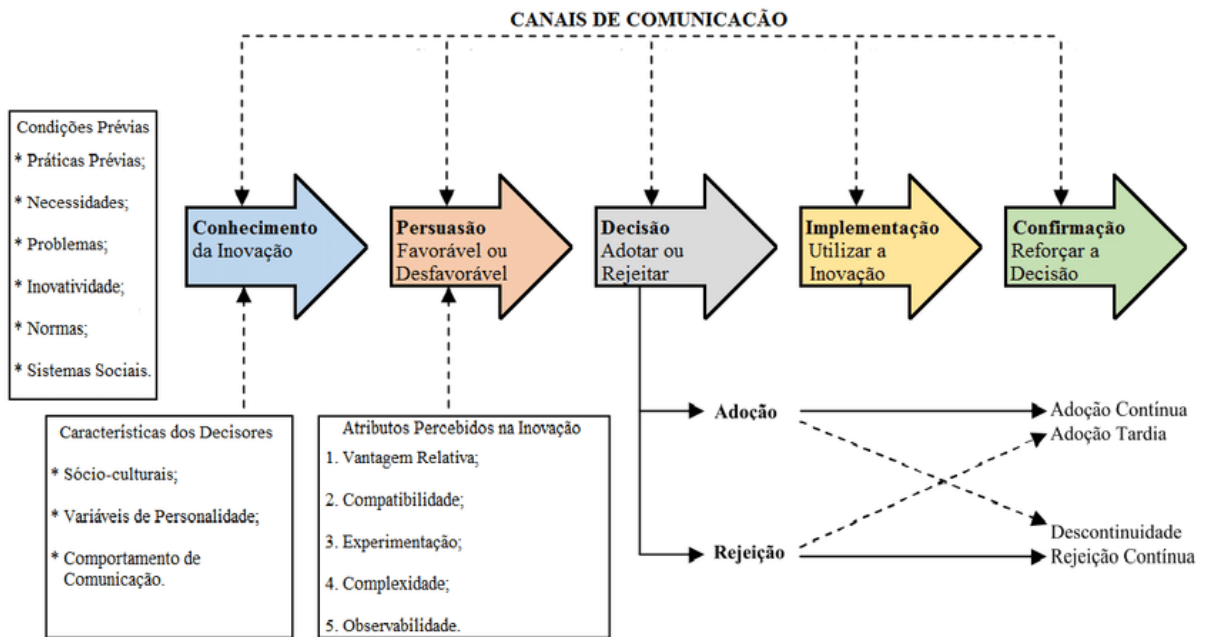 CANAIS DE COMUNICACÃO
Condições Prévias
* Práticas Prévias;
* Necessidades;
* Problemas;
* Inovatividade;
* Normas;
* Sistemas Sociais.
Conhecimento
da Inovação
Persuasão
Favorável ou
Desfavorável
Decisão
Adotar ou
Rejeitar
Implementação
Utilizar a
Inovação
Confirmação
Reforçar a
Decisão
Características dos Decisores
* Sócio-culturais;
* Variáveis de Personalidade;
* Comportamento de
Comunicação.
Atributos Percebidos na Inovação
1. Vantagem Relativa;
2. Compatibilidade;
3. Experimentação;
4. Complexidade;
5. Observabilidade.
Adoção
Rejeição
Adoção Contínua
Adoção Tardia
Descontinuidade
Rejeição Contínua